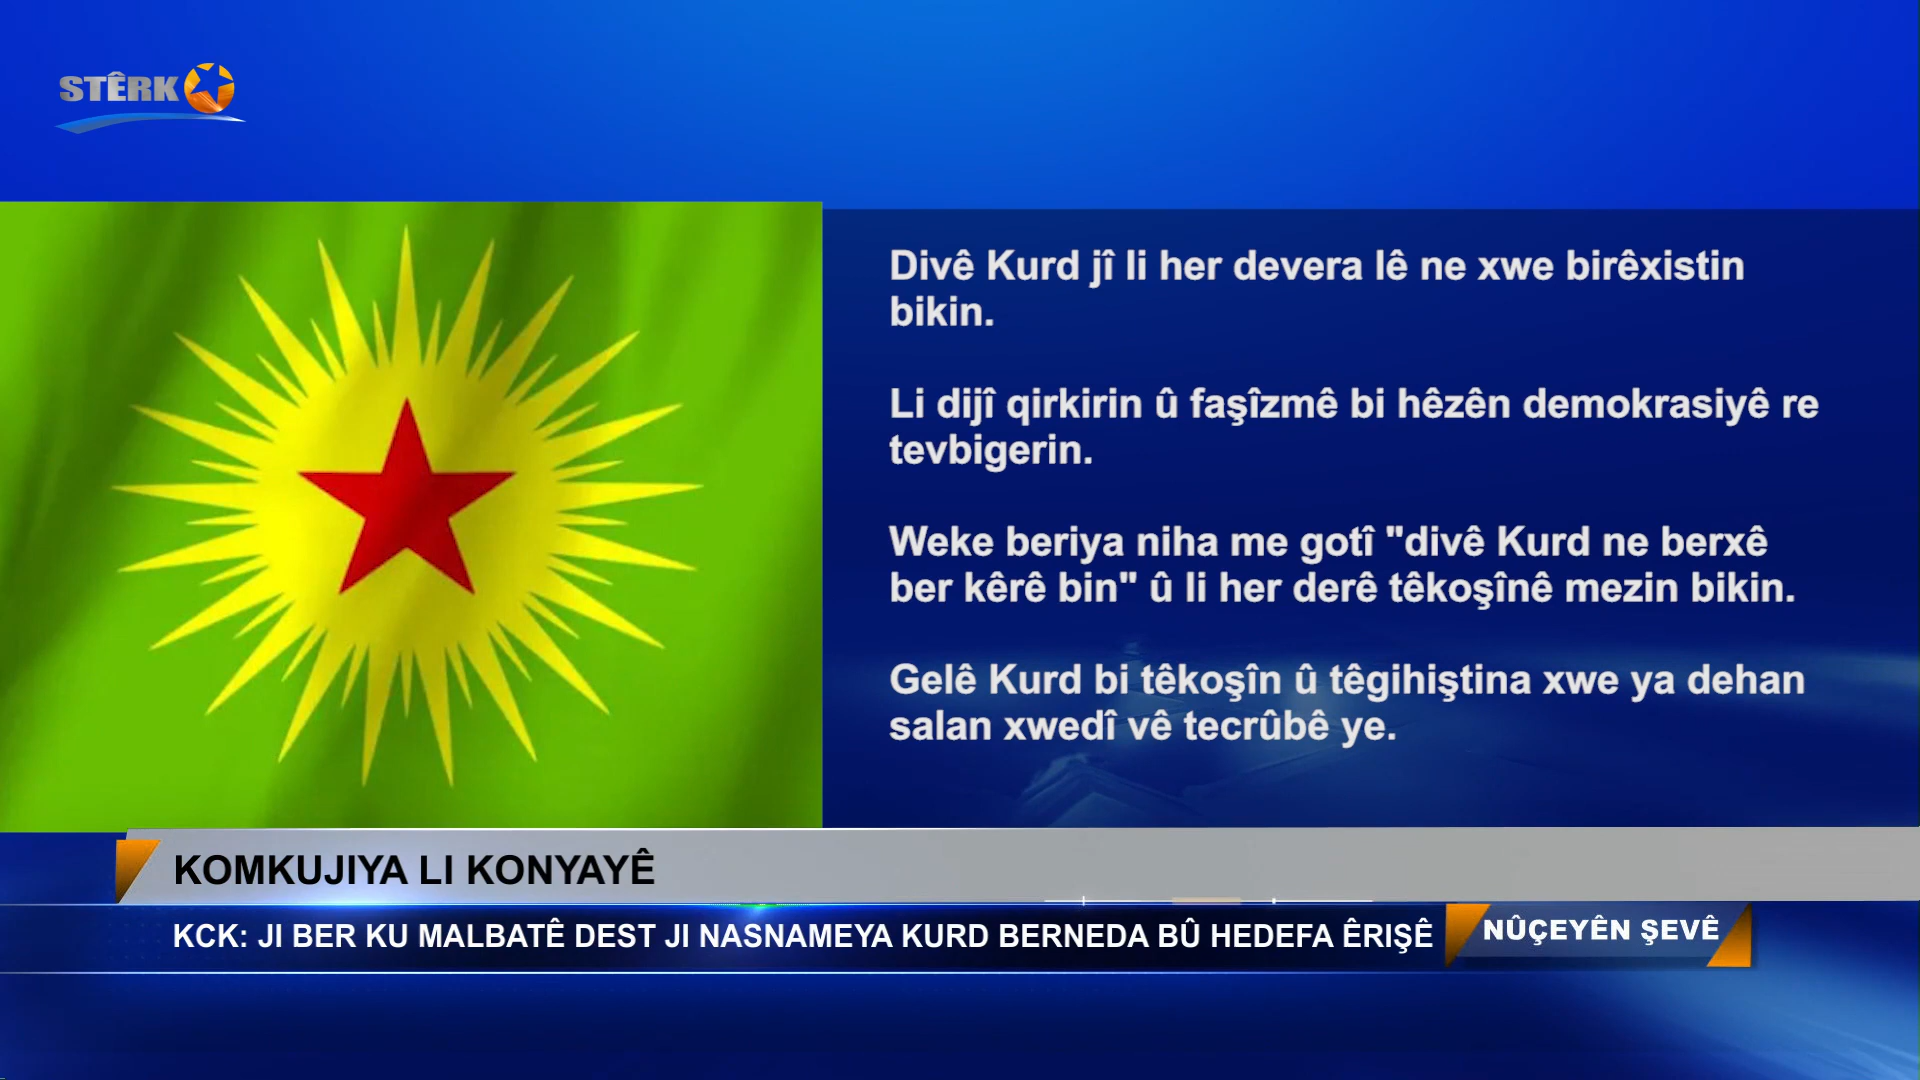 STÊRK
Divê Kurd jî li her devera lê ne xwe birêxistin
bikin.
Li dijî qirkirin û faşîzmê bi hêzên demokrasiyê re
tevbigerin.
Weke beriya niha me gotî "divê Kurd ne berxê
ber kêrê bin" û li her derê têkoşînê mezin bikin.
Gelê Kurd bi têkoşîn û têgihiştina xwe ya dehan
salan xwedî vê tecrûbê ye.
KOMKUJIYA LI KONYAYÊ
KCK: JI BER KU MALBATÊ DEST JI NASNAMEYA KURD BERNEDA BÛ HEDEFA ÊRIŞÊ
NÛÇEYÊN ŞEVÊ